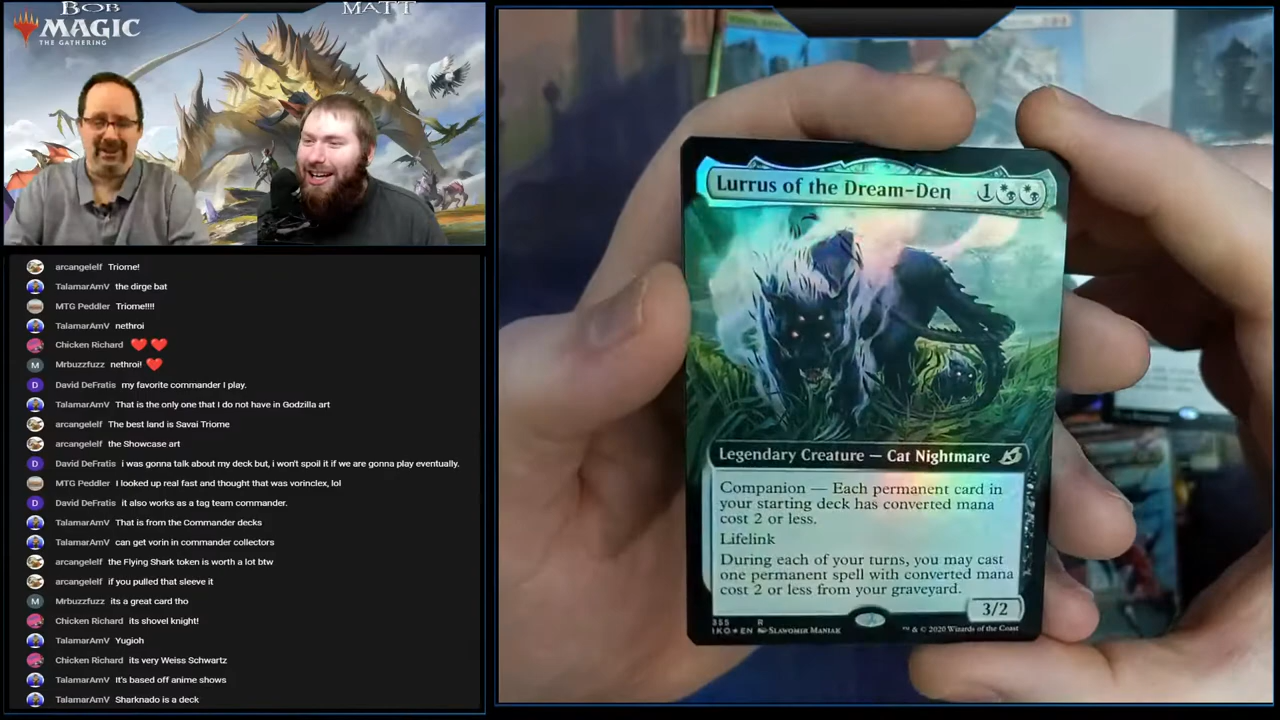 BOB
MATT
MAGIC
THE GATHERING
arcangelelf Triome!
TalamarAmV the dirge bat
MTG Peddler Triome!!!!
TalamarAmV nethroi
Chicken Richard ❤️ ❤️
M Mrbuzzfuzz nethroi! ❤️
D David DeFratis my favorite commander I play.
TalamarAmV That is the only one that I do not have in Godzilla art
arcangelelf The best land is Savai Triome
arcangelelf the Showcase art
D David DeFratis i was gonna talk about my deck but, i won't spoil it if we are gonna play eventually.
MTG Peddler I looked up real fast and thought that was vorinclex, lol
D David DeFratis it also works as a tag team commander.
TalamarAmV That is from the Commander decks
TalamarAmV can get vorin in commander collectors
arcangelelf the Flying Shark token is worth a lot btw
arcangelelf if you pulled that sleeve it
M Mrbuzzfuzz its a great card tho
Chicken Richard its shovel knight!
TalamarAmV Yugioh
Chicken Richard its very Weiss Schwartz
TalamarAmV It's based off anime shows
TalamarAmV Sharknado is a deck
Lurrus of the Dream-Den 1
Legendary Creature — Cat Nightmare
Companion — Each permanent card in
your starting deck has converted mana
cost 2 or less.
Lifelink
During each of your turns, you may cast
one permanent spell with converted mana
cost 2 or less from your graveyard.
3/2
355 R
IKO ★ EN Slawomir Maniak
™ & © 2020 Wizards of the Coast